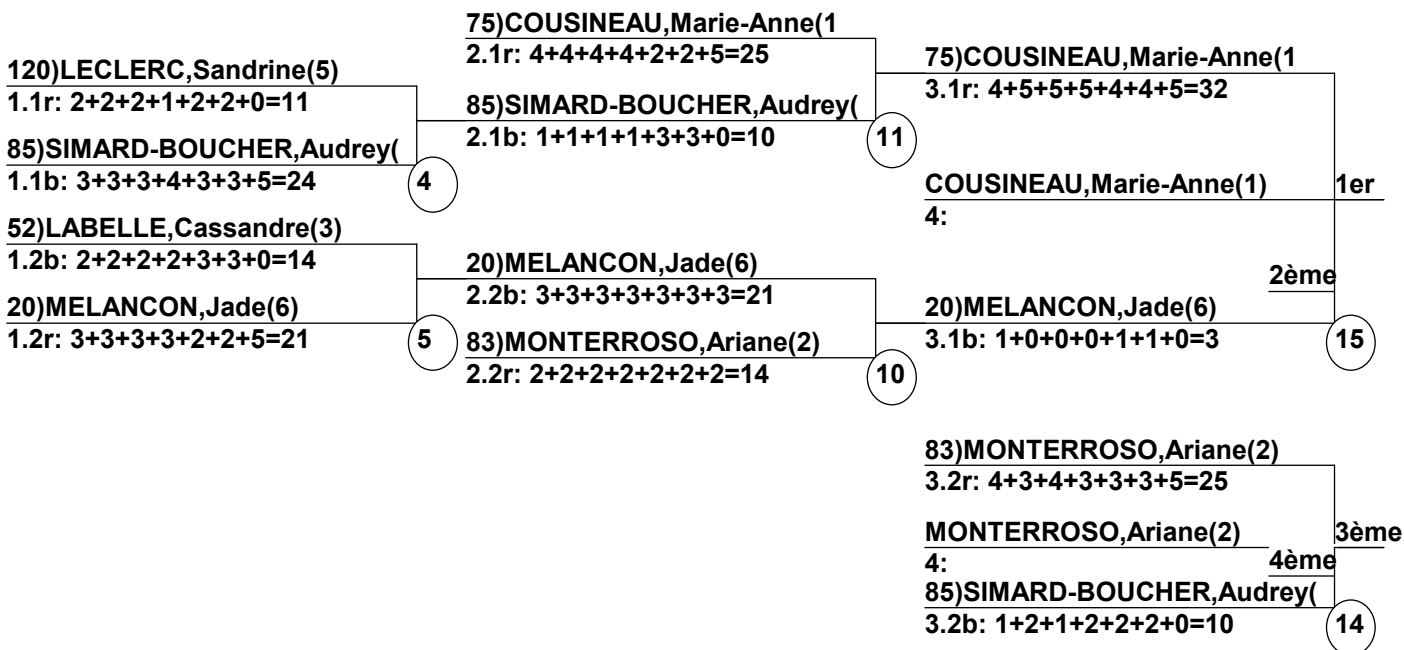 120)LECLERC,Sandrine(5)
1.1r: 2+2+2+1+2+2+0=11
85)SIMARD-BOUCHER,Audrey(
1.1b: 3+3+3+4+3+3+5=24
4
52)LABELLE,Cassandre(3)
1.2b: 2+2+2+2+3+3+0=14
20)MELANCON,Jade(6)
1.2r: 3+3+3+3+2+2+5=21
5
75)COUSINEAU,Marie-Anne(1
2.1r: 4+4+4+4+2+2+5=25
85)SIMARD-BOUCHER,Audrey(
2.1b: 1+1+1+1+3+3+0=10
11
20)MELANCON,Jade(6)
2.2b: 3+3+3+3+3+3+3=21
83)MONTERROSO,Ariane(2)
2.2r: 2+2+2+2+2+2+2=14
10
75)COUSINEAU,Marie-Anne(1
3.1r: 4+5+5+5+4+4+5=32
COUSINEAU,Marie-Anne(1) 1er
4:
2ème
20)MELANCON,Jade(6)
3.1b: 1+0+0+0+1+1+0=3
15
83)MONTERROSO,Ariane(2)
3.2r: 4+3+4+3+3+3+5=25
MONTERROSO,Ariane(2) 3ème
4: 4ème
85)SIMARD-BOUCHER,Audrey(
3.2b: 1+2+1+2+2+2+0=10
14